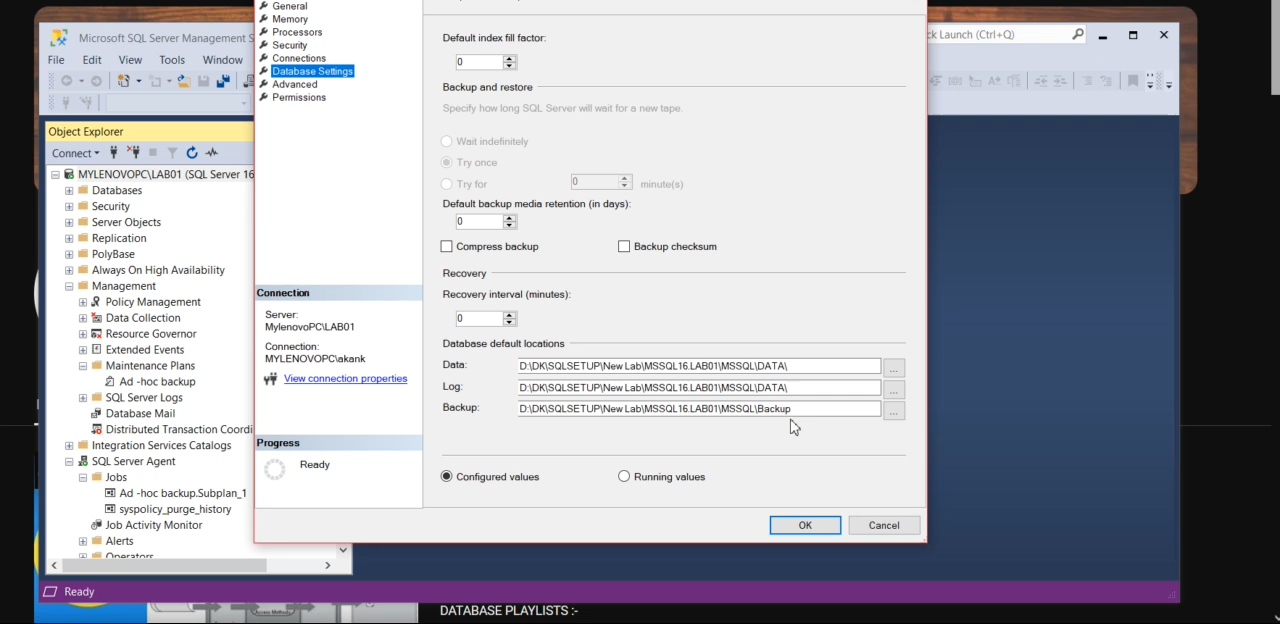 Microsoft SQL Server Management S
ck Launch (Ctrl+Q)
File Edit View Tools Window
Object Explorer
Connect
MYLENOVOPC\LAB01 (SQL Server 16
Databases
Security
Server Objects
Replication
PolyBase
Always On High Availability
Management
Policy Management
Data Collection
Resource Governor
Extended Events
Maintenance Plans
Ad -hoc backup
SQL Server Logs
Database Mail
Distributed Transaction Coordi
Integration Services Catalogs
SQL Server Agent
Jobs
Ad -hoc backup.Subplan_1
syspolicy_purge_history
Job Activity Monitor
Alerts
Operators
Ready
General
Memory
Processors
Security
Connections
Database Settings
Advanced
Permissions
Connection
Server:
MylenovoPC\LAB01
Connection:
MYLENOVOPC\akank
View connection properties
Progress
Ready
Default index fill factor:
0
Backup and restore
Specify how long SQL Server will wait for a new tape.
Wait indefinitely
Try once
Try for 0 minute(s)
Default backup media retention (in days):
0
Compress backup Backup checksum
Recovery
Recovery interval (minutes):
0
Database default locations
Data: D:\DK\SQLSETUP\New Lab\MSSQL16.LAB01\MSSQL\DATA\ ...
Log: D:\DK\SQLSETUP\New Lab\MSSQL16.LAB01\MSSQL\DATA\ ...
Backup: D:\DK\SQLSETUP\New Lab\MSSQL16.LAB01\MSSQL\Backup ...
Configured values Running values
OK Cancel
Access Methods
DATABASE PLAYLISTS :-